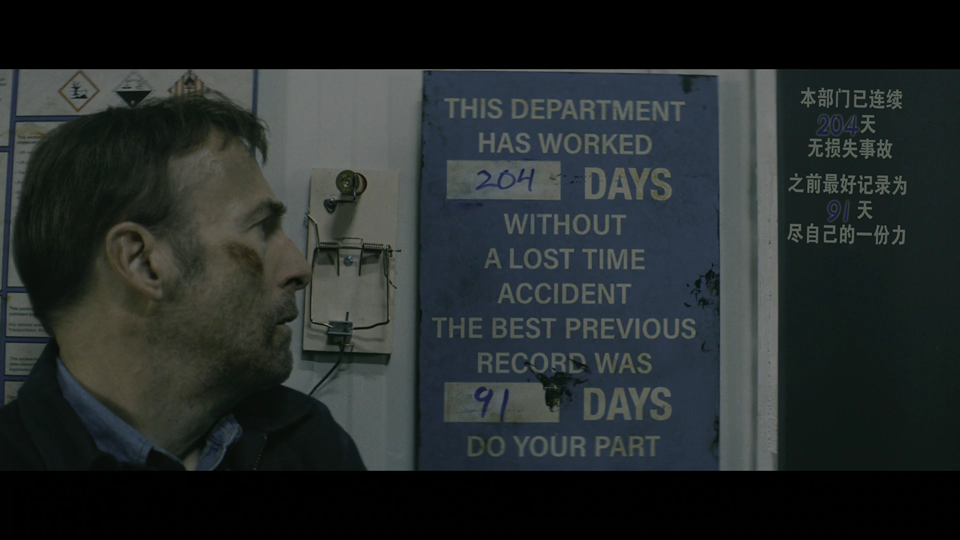 THIS DEPARTMENT
HAS WORKED
204 DAYS
WITHOUT
A LOST TIME
ACCIDENT
THE BEST PREVIOUS
RECORD WAS
91 DAYS
DO YOUR PART
本部门已连续
204天
无损失事故
之前最好记录为
91天
尽自己的一份力